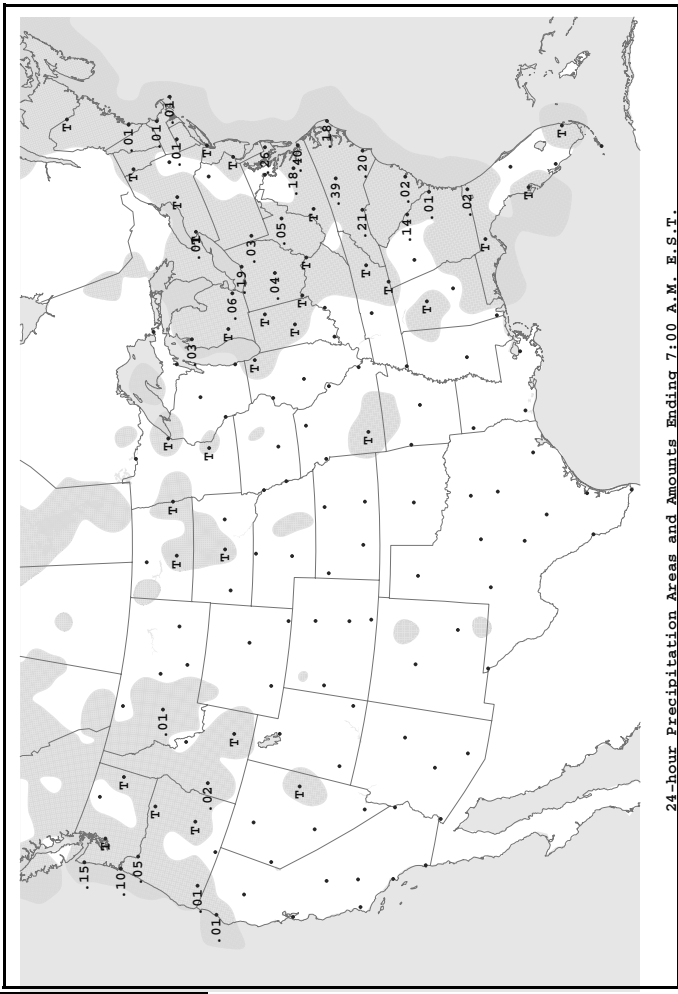 T
.15
T
.10
T
.01
T
.05
T
.01
.01
T
.01
T
.01
T
T
.03
T
.01
T
.02
T
.01
T
T
.06
T
T
.19
.03
T
T
.26
.04
.05
.18
T
.40
T
T
T
T
.18
.39
.20
.21
T
T
T
.02
.14
T
.01
.02
T
T
T
24-hour Precipitation Areas and Amounts Ending 7:00 A.M. E.S.T.